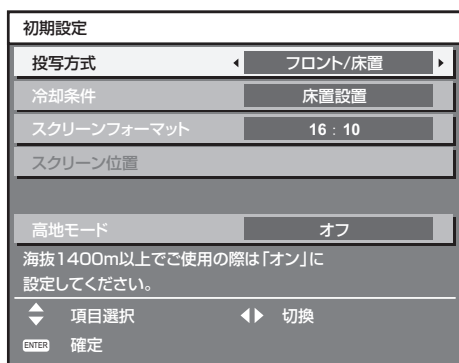 初期設定
投写方式 フロント/床置
冷却条件 床置設置
スクリーンフォーマット 16：10
スクリーン位置
高地モード オフ
海抜1400m以上でご使用の際は「オン」に
設定してください。
項目選択 切換
ENTER 確定